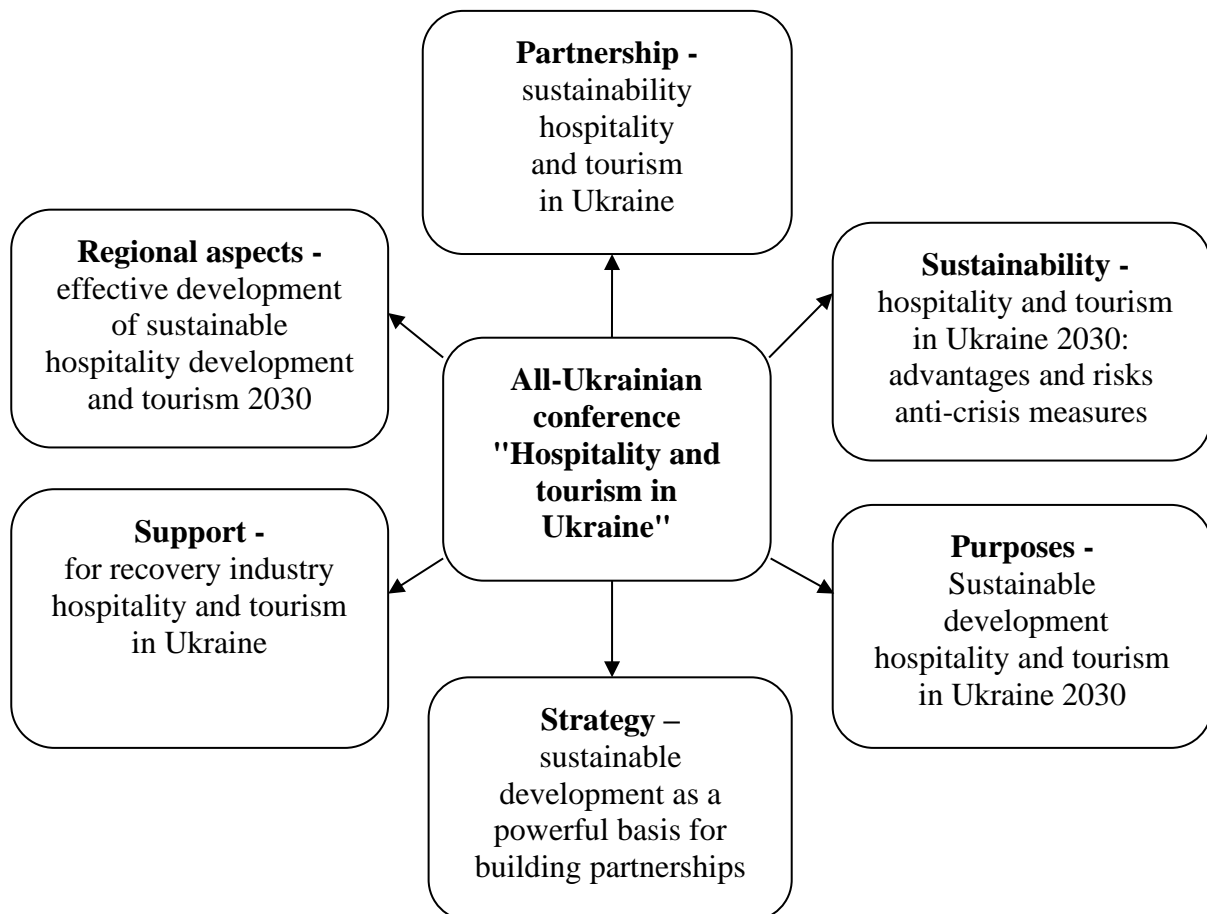 Partnership -
sustainability
hospitality
and tourism
in Ukraine
Regional aspects -
effective development
of sustainable
hospitality development
and tourism 2030
Sustainability -
hospitality and tourism
in Ukraine 2030:
advantages and risks
anti-crisis measures
All-Ukrainian
conference
"Hospitality and
tourism in
Ukraine"
Support -
for recovery industry
hospitality and tourism
in Ukraine
Purposes -
Sustainable
development
hospitality and tourism
in Ukraine 2030
Strategy –
sustainable
development as a
powerful basis for
building partnerships